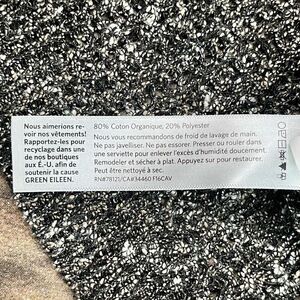 Nous aimerions re-
voir nos vêtements!
Rapportez-les pour
recyclage dans une
de nos boutiques
aux É.-U. afin de
soutenir la cause
GREEN EILEEN.
80% Coton Organique, 20% Polyester
Nous vous recommandons de froid de lavage de main.
Ne pas javelliser. Ne pas essorer. Presser ou rouler dans
une serviette pour enlever l'excès d'humidité doucement.
Remodeler et sécher à plat. Appuyez sur pour restaurer.
Peut être nettoyé à sec.
RN#78121/CA#34460 F16CAV